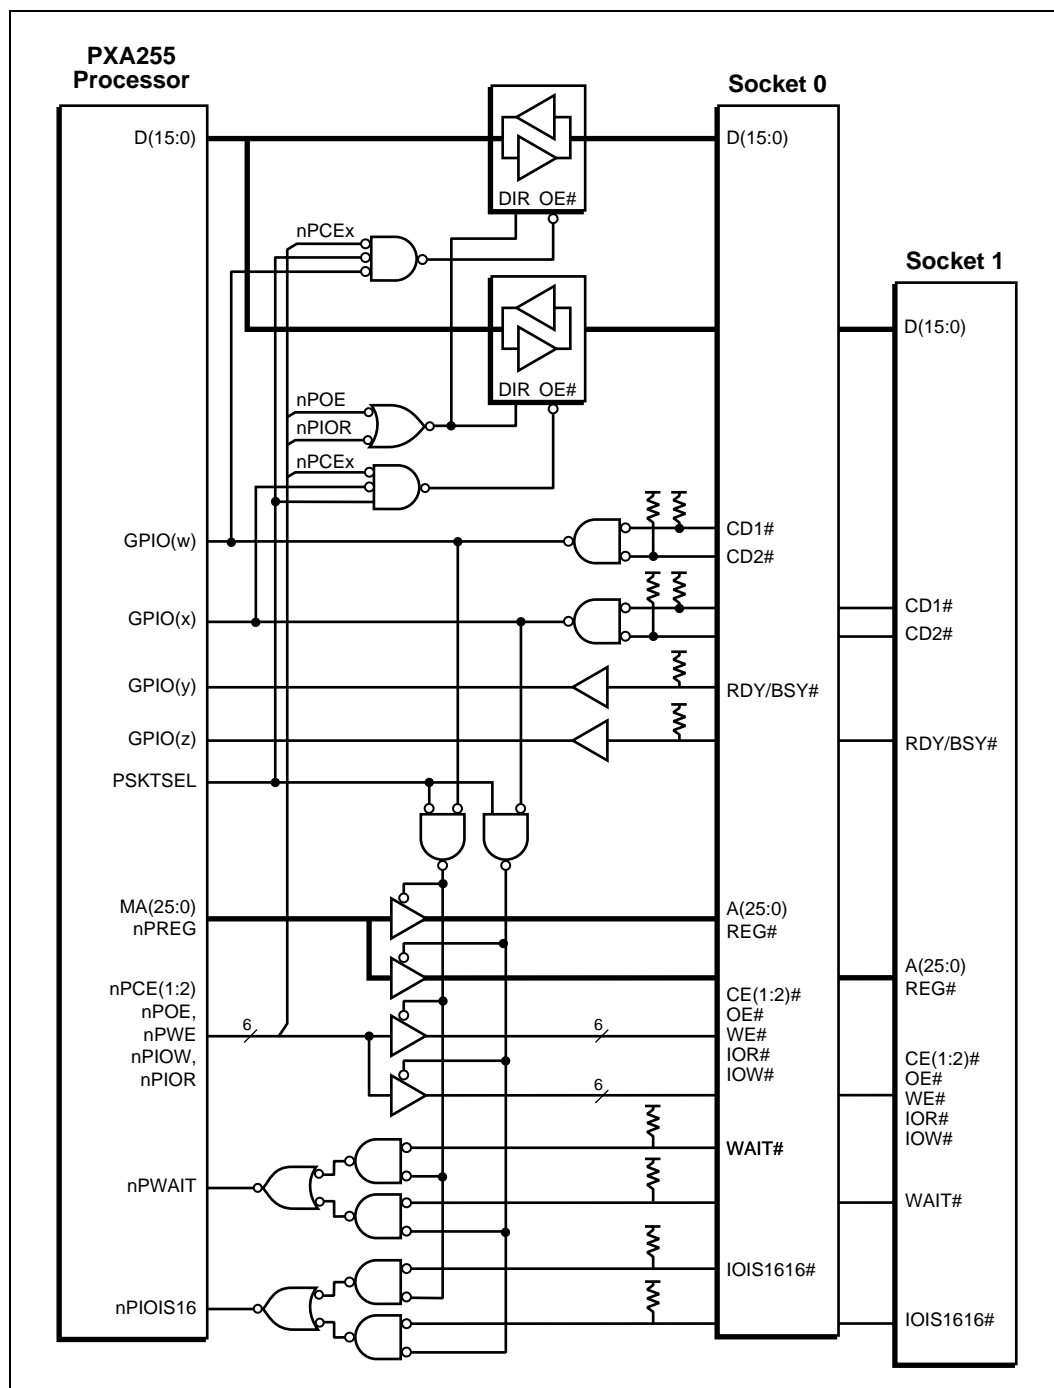 PXA255
Processor
Socket 0
D(15:0)
D(15:0)
DIR OE#
nPCEx
Socket 1
D(15:0)
DIR OE#
nPOE
nPIOR
nPCEx
GPIO(w)
CD1#
CD2#
GPIO(x)
CD1#
CD2#
GPIO(y)
RDY/BSY#
GPIO(z)
RDY/BSY#
PSKTSEL
MA(25:0)
nPREG
A(25:0)
REG#
A(25:0)
REG#
nPCE(1:2)
nPOE,
nPWE
nPIOW,
nPIOR
6
6
CE(1:2)#
OE#
WE#
IOR#
IOW#
6
CE(1:2)#
OE#
WE#
IOR#
IOW#
WAIT#
nPWAIT
WAIT#
IOIS1616#
nPIOIS16
IOIS1616#